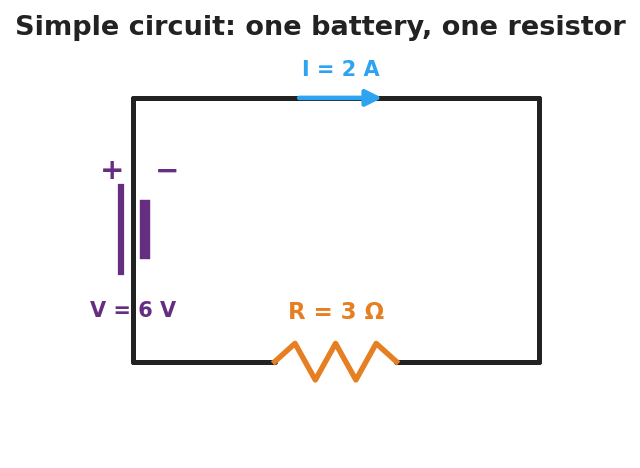 Simple circuit: one battery, one resistor
I = 2 A
+ −
V = 6 V
R = 3 Ω